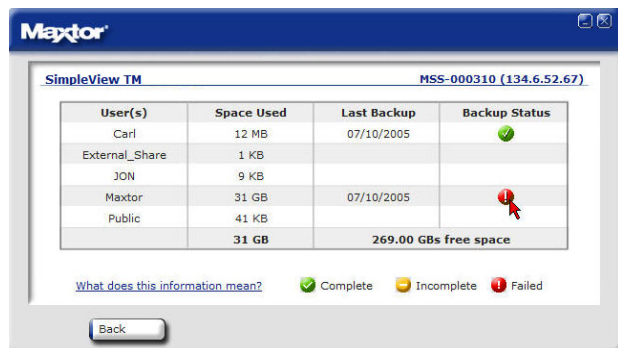 Maxtor
SimpleView TM MSS-000310 (134.6.52.67)
User(s) Space Used Last Backup Backup Status
Carl 12 MB 07/10/2005
External_Share 1 KB
JON 9 KB
Maxtor 31 GB 07/10/2005
Public 41 KB
31 GB 269.00 GBs free space
What does this information mean? Complete Incomplete Failed
Back